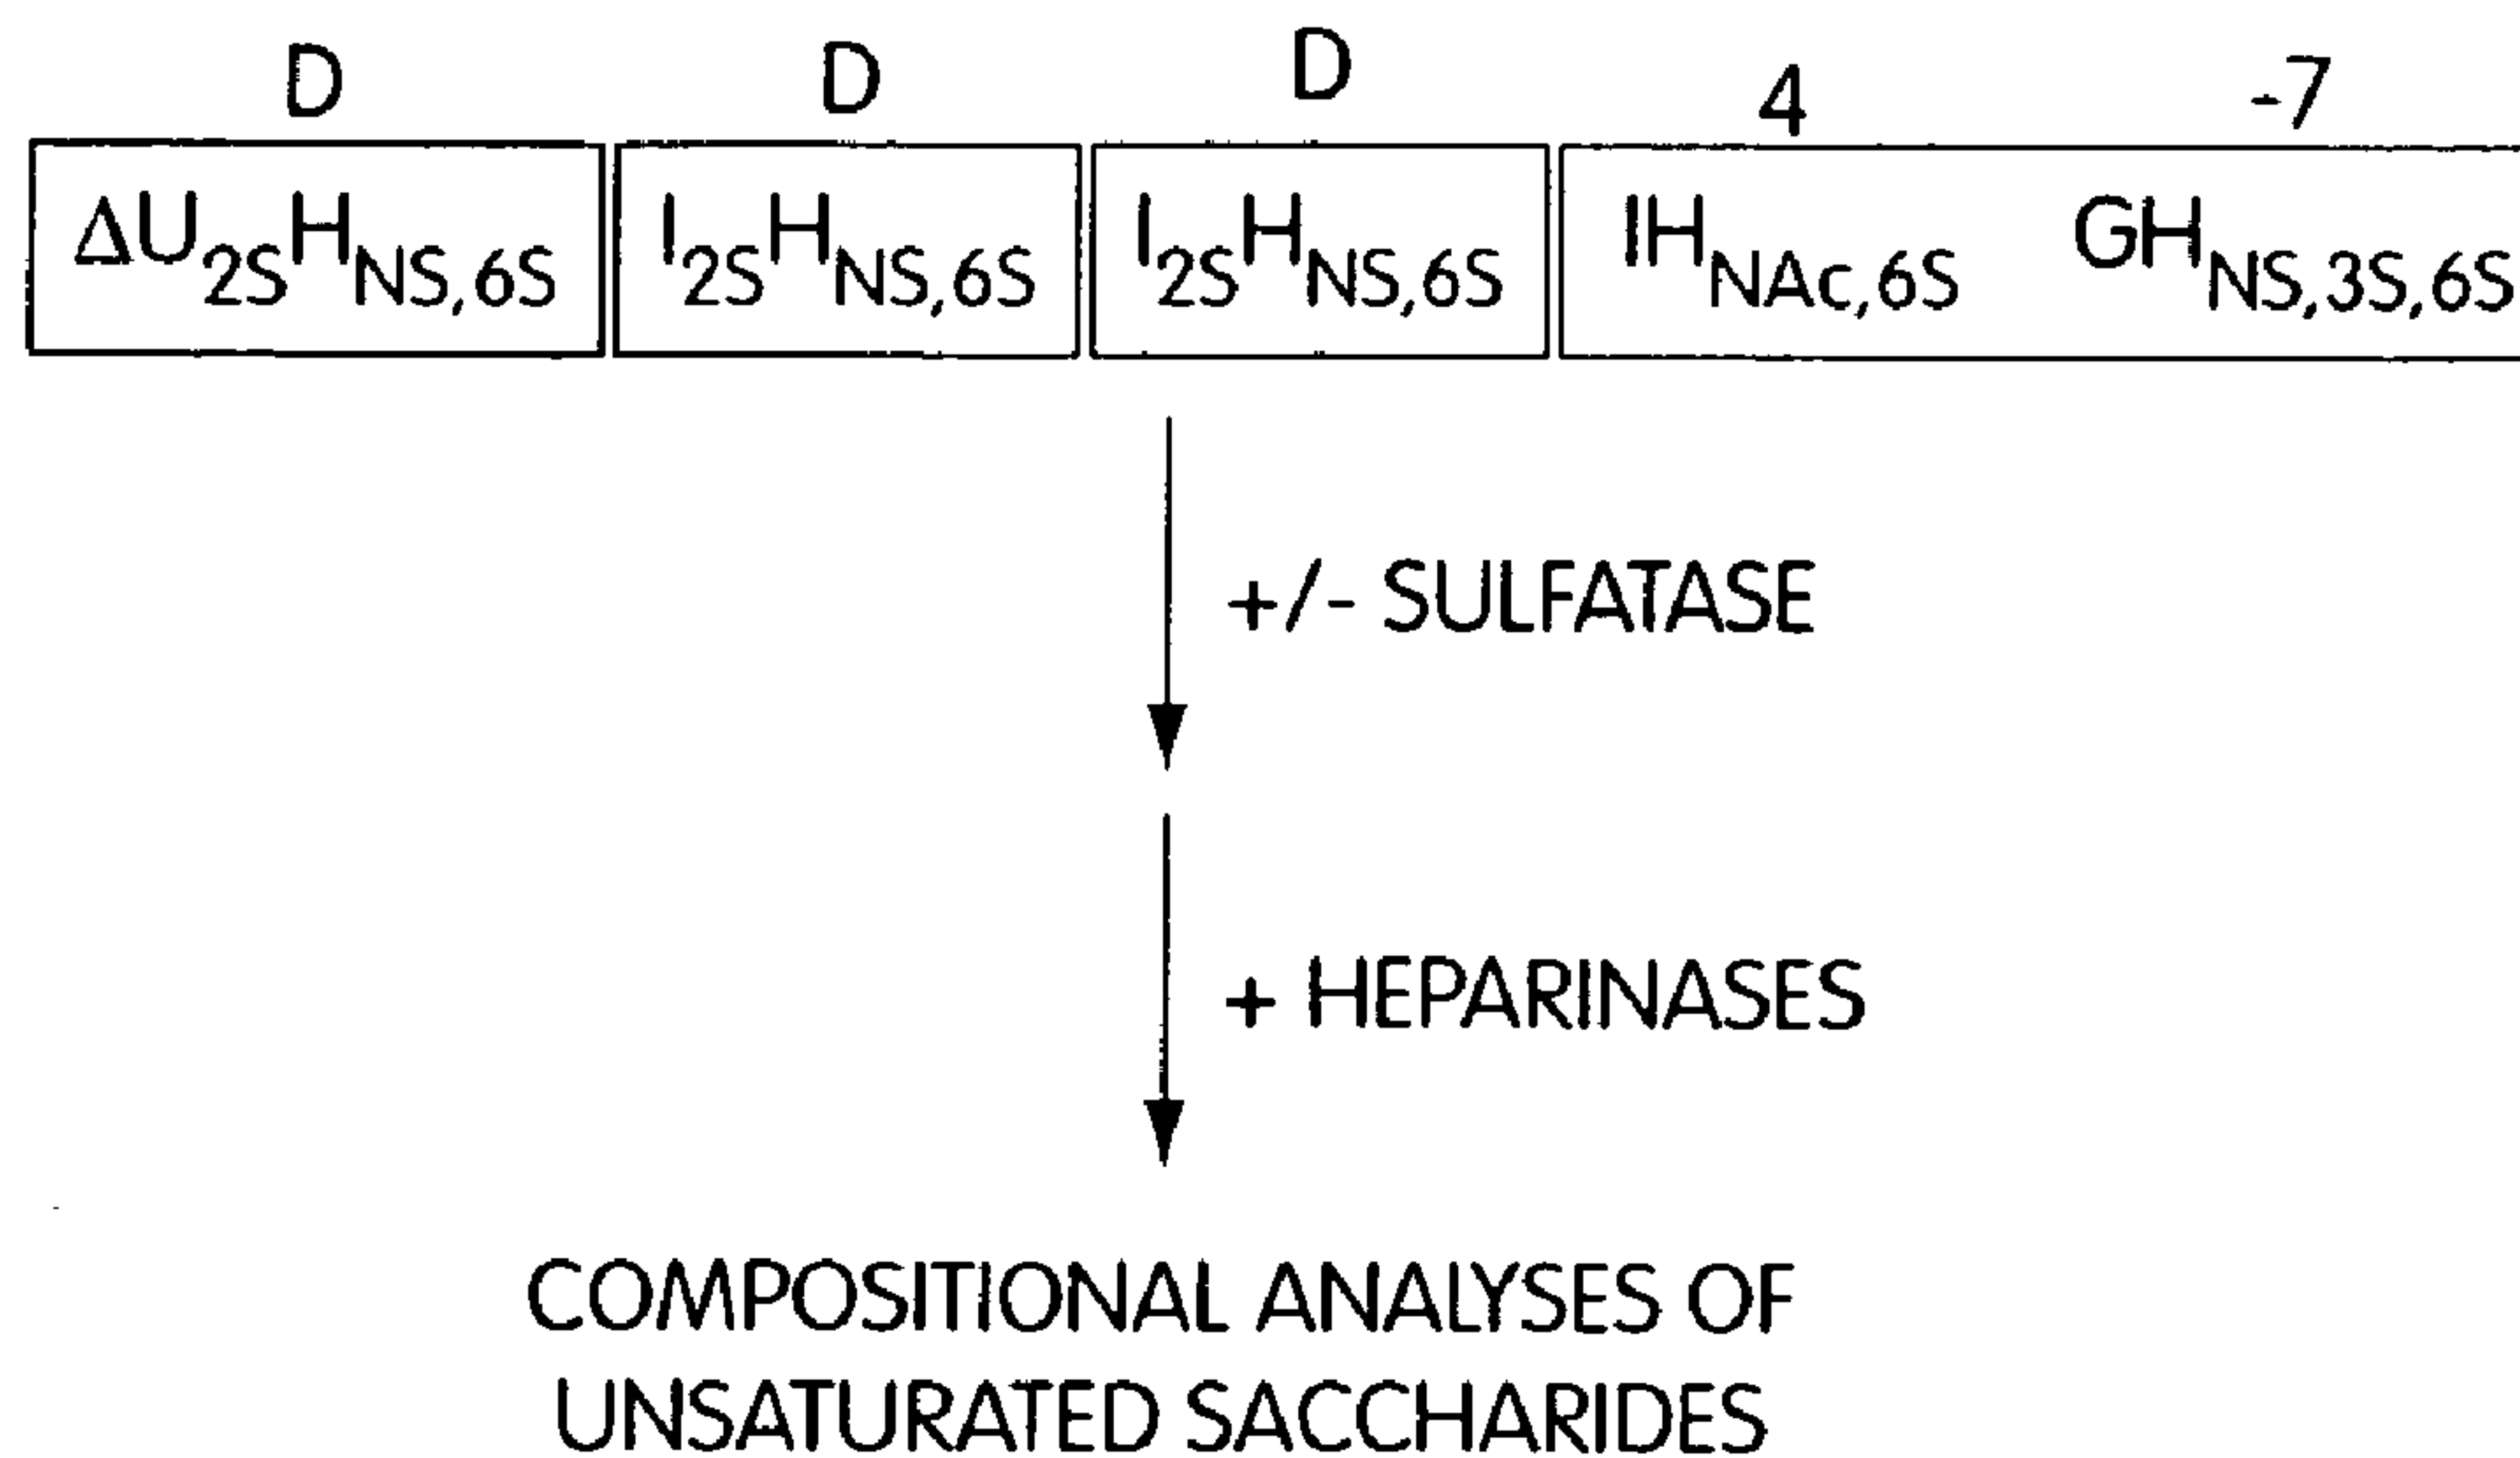 D D D 4 -7
ΔU2SHNS,6S I2SHNS,6S I2SHNS,6S IHNAc,6S GHNS,3S,6S
+/- SULFATASE
+ HEPARINASES
COMPOSITIONAL ANALYSES OF
UNSATURATED SACCHARIDES